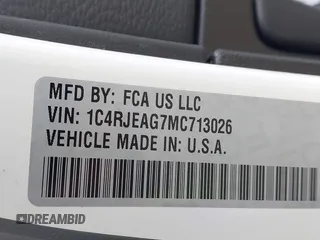 MFD BY: FCA US LLC
VIN: 1C4RJEAG7MC713026
VEHICLE MADE IN: U.S.A.
DREAMBID